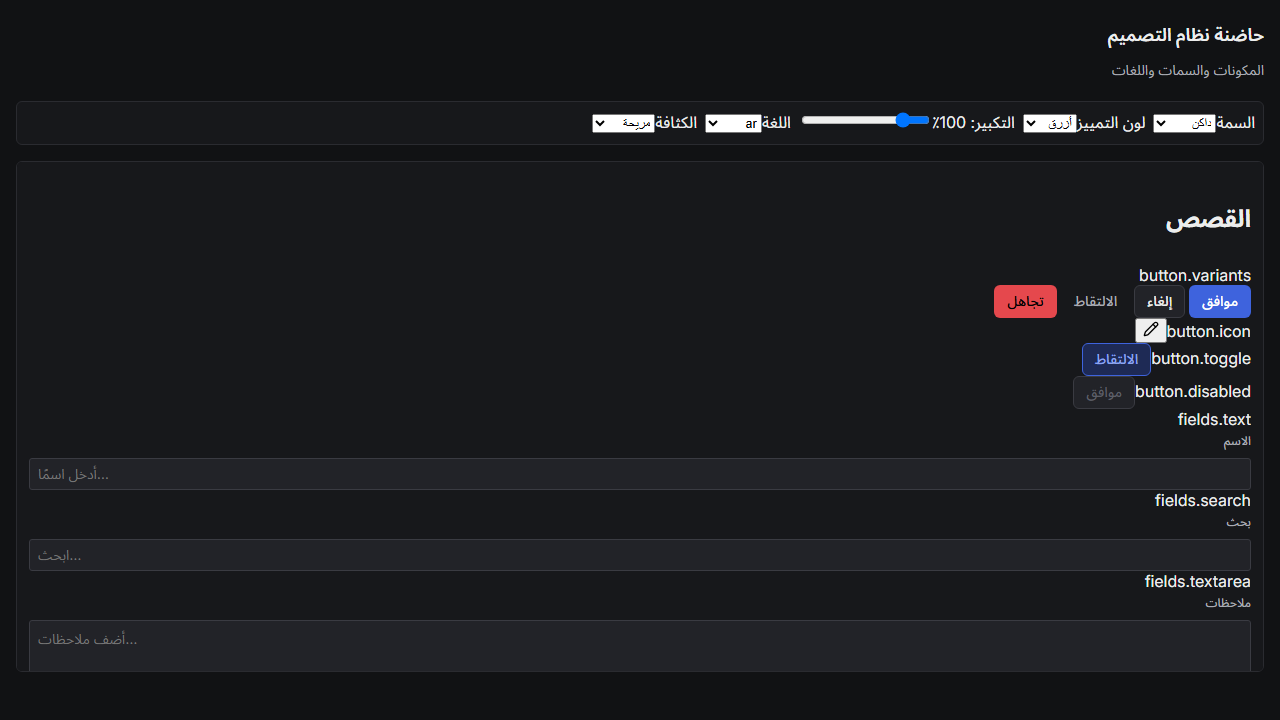 حاضنة نظام التصميم
المكونات والسمات واللغات
السمة داكن لون التمييز أزرق التكبير: 100٪ اللغة ar الكثافة مريحة
القصص
button.variants
موافق إلغاء الالتقاط تجاهل
button.icon
button.toggle الالتقاط
button.disabled موافق
fields.text
الاسم
أدخل اسمًا...
fields.search
بحث
ابحث...
fields.textarea
ملاحظات
أضف ملاحظات...